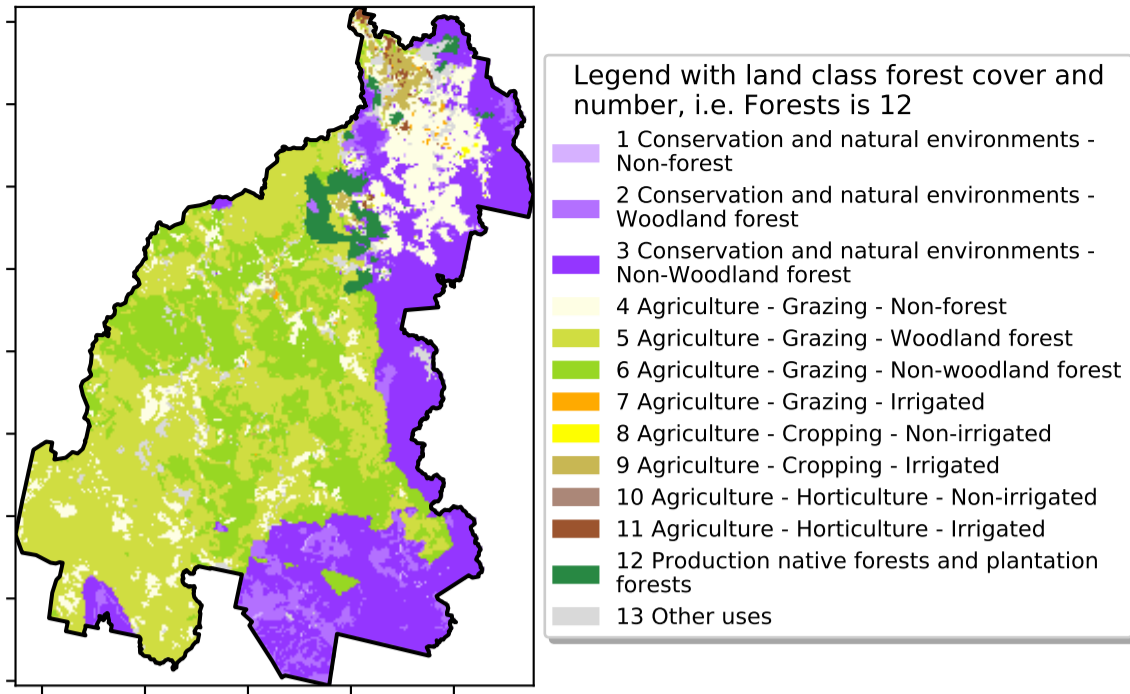 Legend with land class forest cover and
number, i.e. Forests is 12
1 Conservation and natural environments -
Non-forest
2 Conservation and natural environments -
Woodland forest
3 Conservation and natural environments -
Non-Woodland forest
4 Agriculture - Grazing - Non-forest
5 Agriculture - Grazing - Woodland forest
6 Agriculture - Grazing - Non-woodland forest
7 Agriculture - Grazing - Irrigated
8 Agriculture - Cropping - Non-irrigated
9 Agriculture - Cropping - Irrigated
10 Agriculture - Horticulture - Non-irrigated
11 Agriculture - Horticulture - Irrigated
12 Production native forests and plantation
forests
13 Other uses